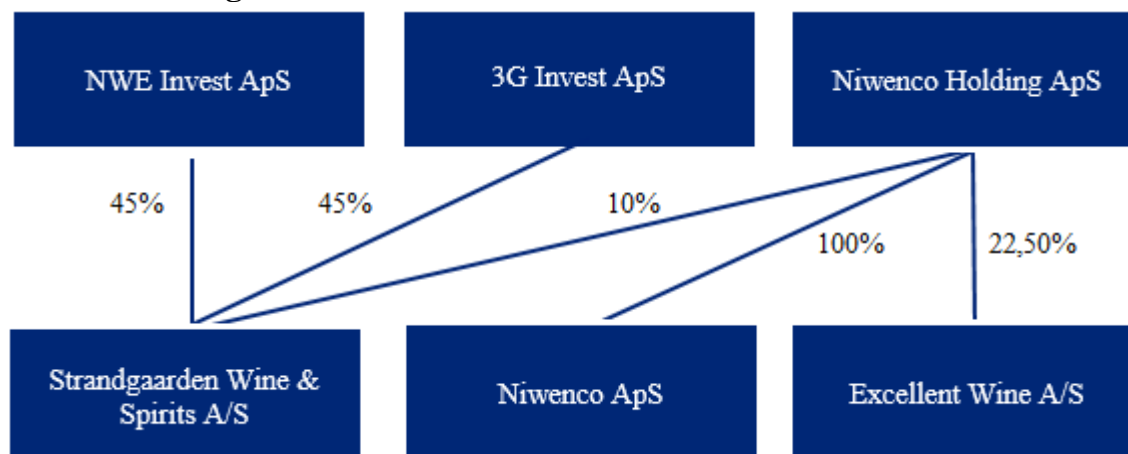 NWE Invest ApS
3G Invest ApS
Niwenco Holding ApS
45%
45%
10%
100%
22,50%
Strandgaarden Wine &
Spirits A/S
Niwenco ApS
Excellent Wine A/S